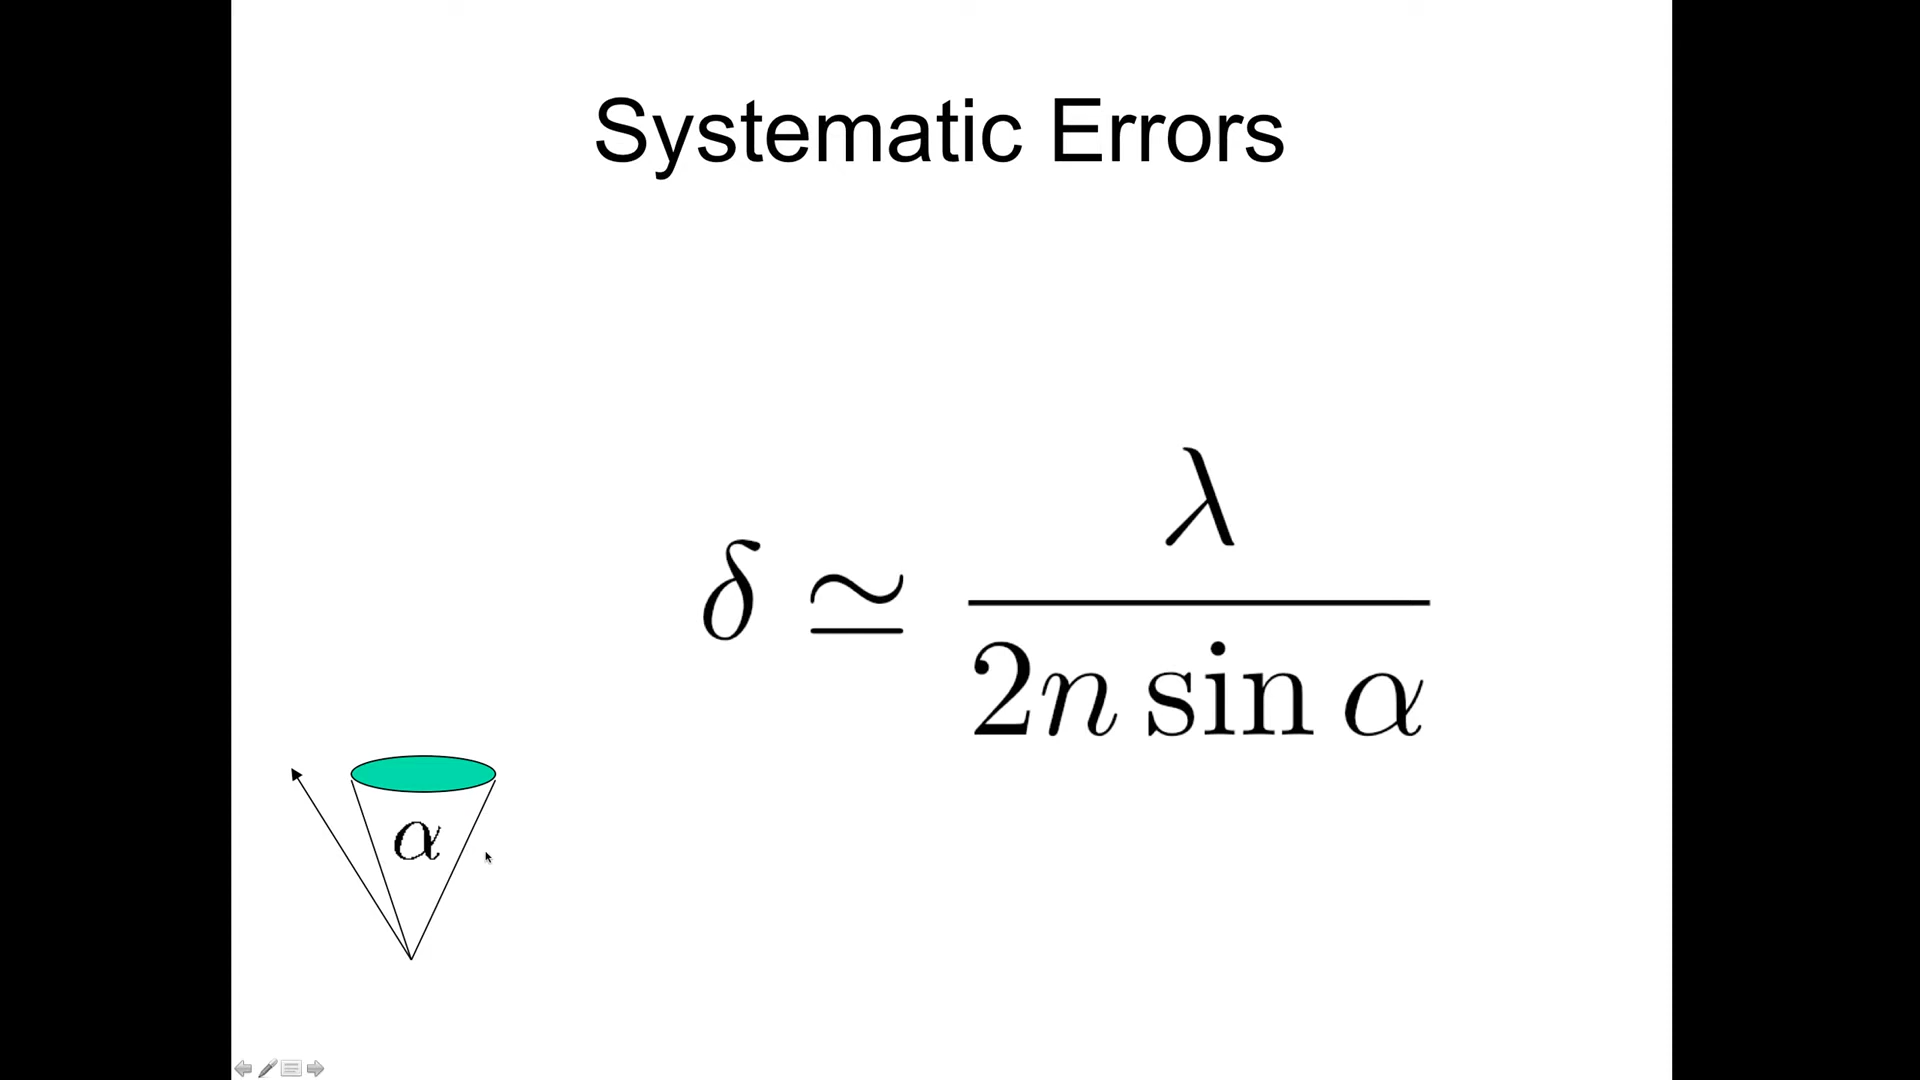 Systematic Errors
δ ≃ λ / 2n sin α
α